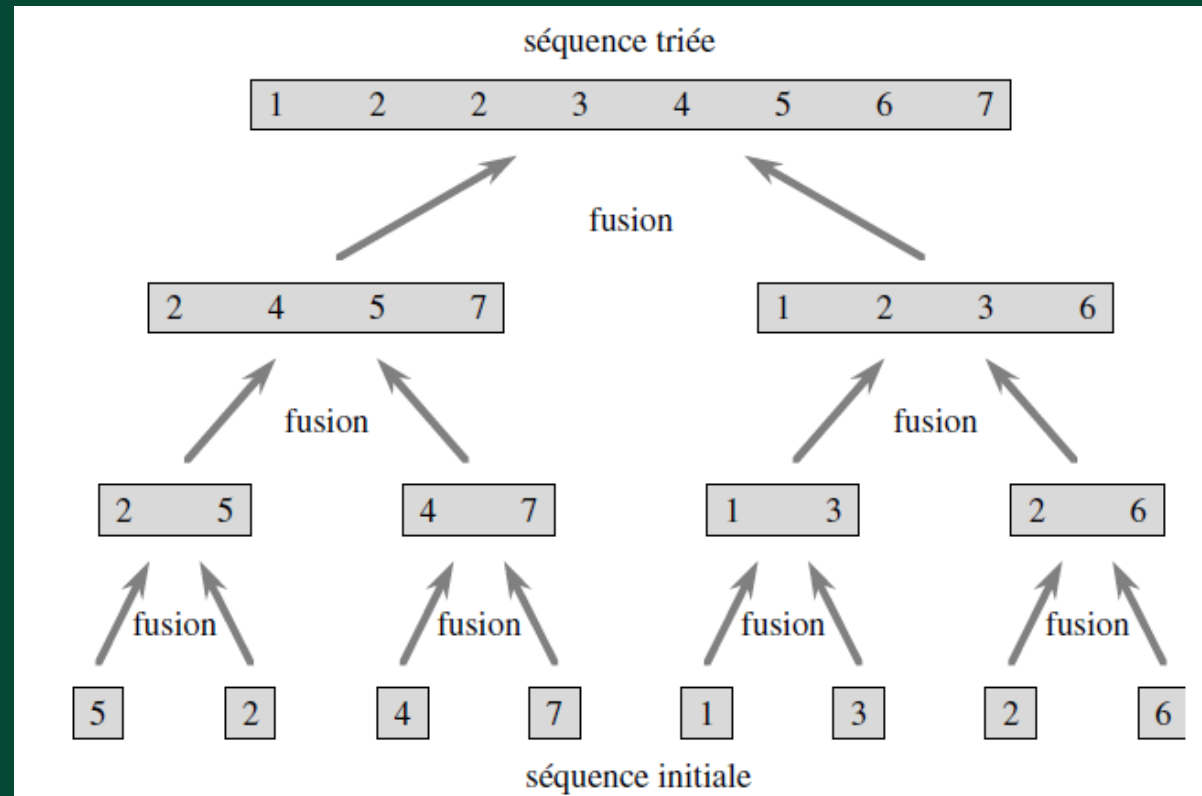 séquence triée
1 2 2 3 4 5 6 7
fusion
2 4 5 7 1 2 3 6
fusion fusion
2 5 4 7 1 3 2 6
fusion fusion fusion fusion
5 2 4 7 1 3 2 6
séquence initiale